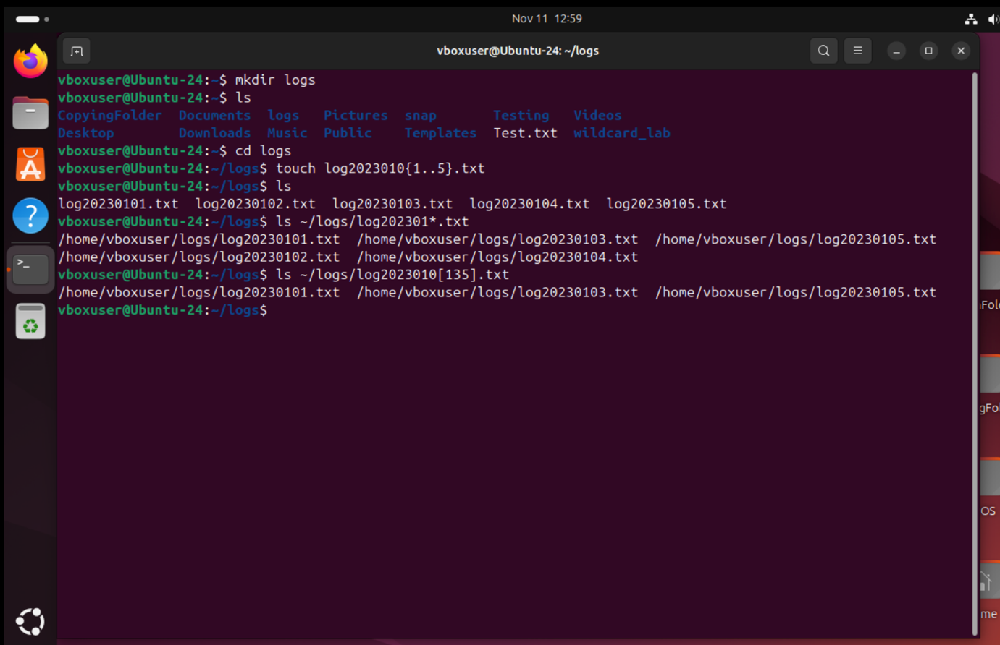 Nov 11 12:59
vboxuser@Ubuntu-24: ~/logs
vboxuser@Ubuntu-24:~$ mkdir logs
vboxuser@Ubuntu-24:~$ ls
CopyingFolder Documents logs Pictures snap Testing Videos
Desktop Downloads Music Public Templates Test.txt wildcard_lab
vboxuser@Ubuntu-24:~$ cd logs
vboxuser@Ubuntu-24:~/logs$ touch log2023010{1..5}.txt
vboxuser@Ubuntu-24:~/logs$ ls
log20230101.txt log20230102.txt log20230103.txt log20230104.txt log20230105.txt
vboxuser@Ubuntu-24:~/logs$ ls ~/logs/log202301*.txt
/home/vboxuser/logs/log20230101.txt /home/vboxuser/logs/log20230103.txt /home/vboxuser/logs/log20230105.txt
/home/vboxuser/logs/log20230102.txt /home/vboxuser/logs/log20230104.txt
vboxuser@Ubuntu-24:~/logs$ ls ~/logs/log2023010[135].txt
/home/vboxuser/logs/log20230101.txt /home/vboxuser/logs/log20230103.txt /home/vboxuser/logs/log20230105.txt
vboxuser@Ubuntu-24:~/logs$
OS